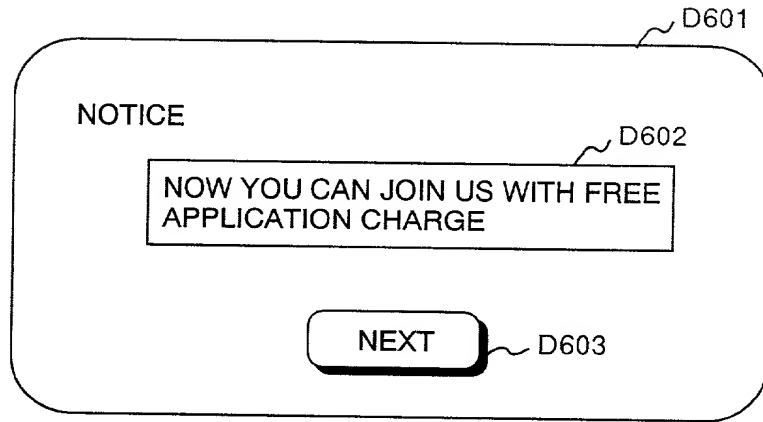 D601
NOTICE
D602
NOW YOU CAN JOIN US WITH FREE
APPLICATION CHARGE
NEXT
D603